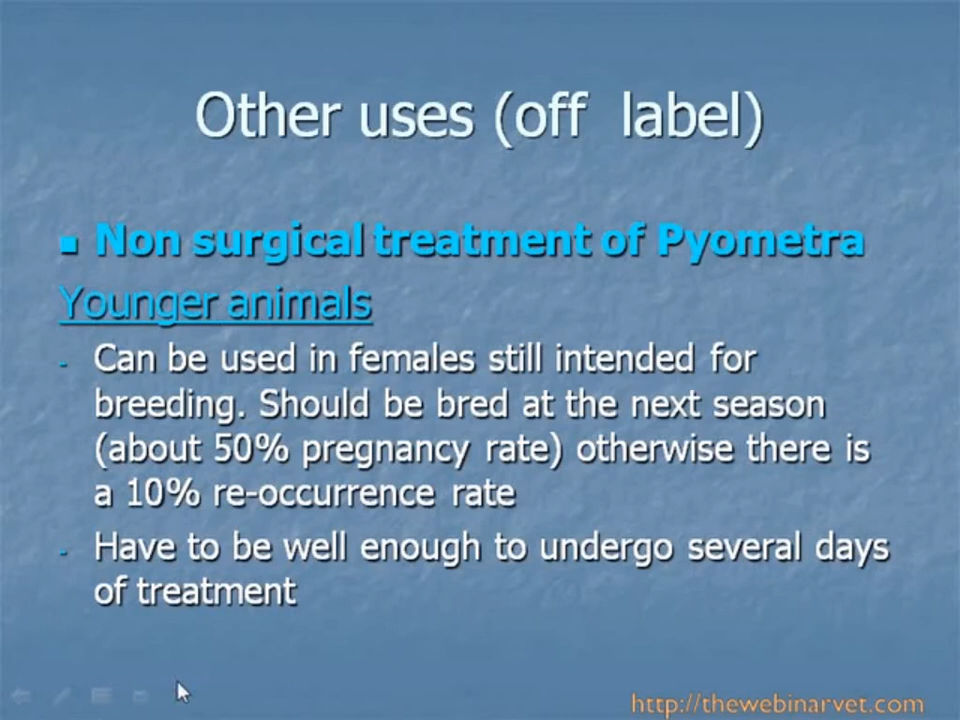 Other uses (off label)
Non surgical treatment of Pyometra
Younger animals
- Can be used in females still intended for
breeding. Should be bred at the next season
(about 50% pregnancy rate) otherwise there is
a 10% re-occurrence rate
- Have to be well enough to undergo several days
of treatment
http://thewebinarvet.com